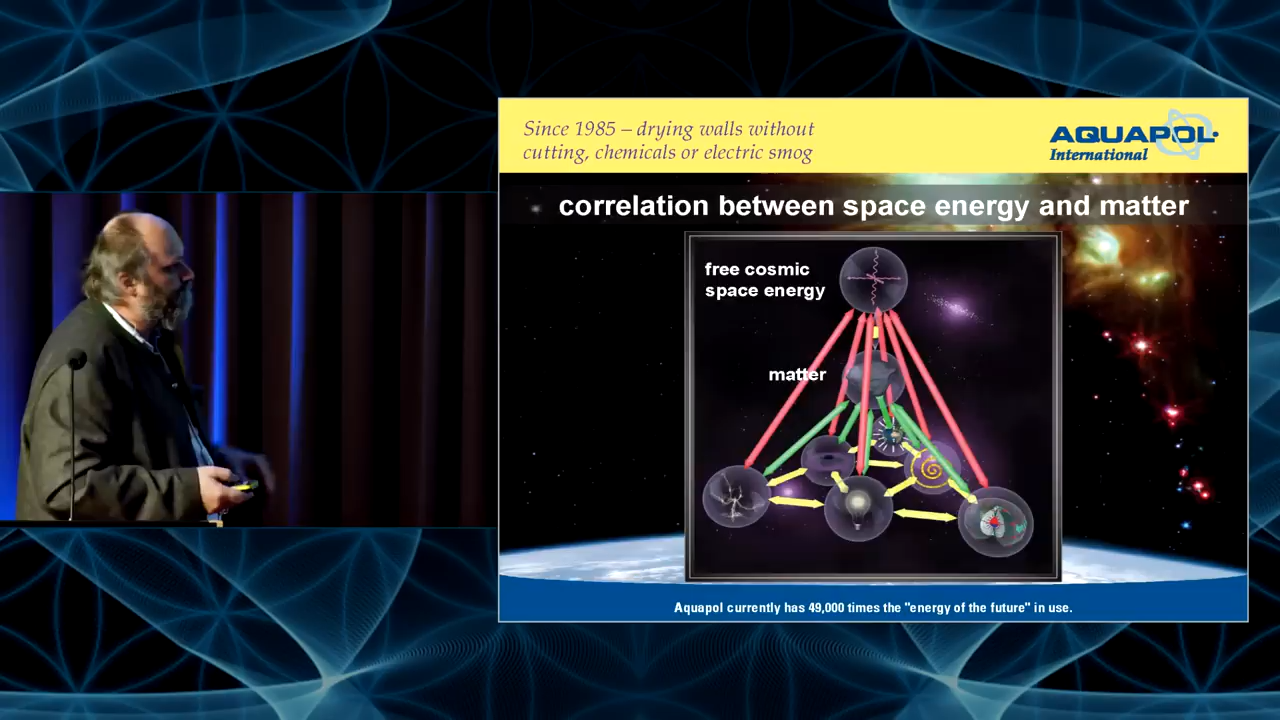 Since 1985 – drying walls without
cutting, chemicals or electric smog
AQUAPOL
International
correlation between space energy and matter
free cosmic
space energy
matter
Aquapol currently has 49,000 times the "energy of the future" in use.